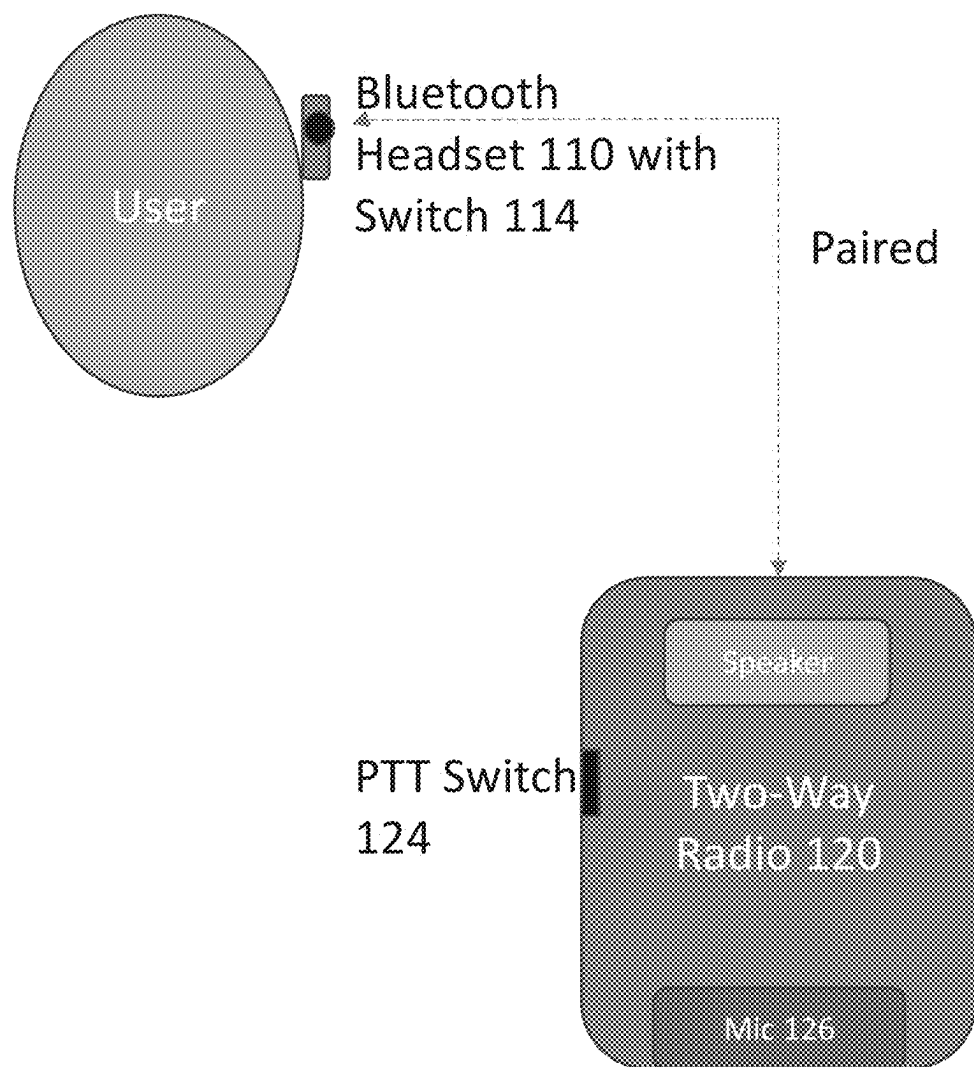 Bluetooth
Headset 110 with
Switch 114
User
Paired
Speaker
PTT Switch
124
Two-Way
Radio 120
Mic 126